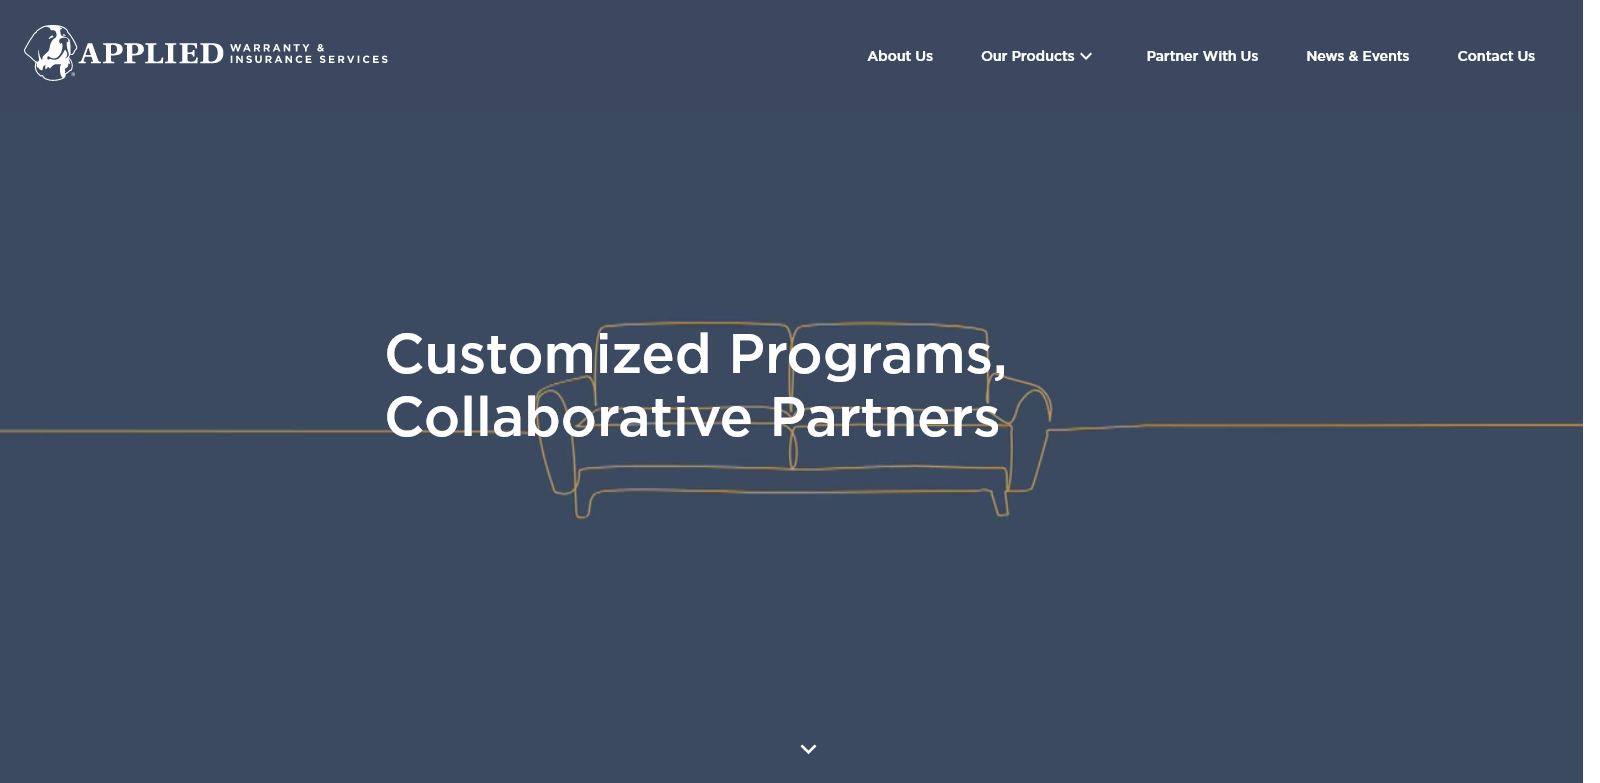 APPLIED WARRANTY &
INSURANCE SERVICES
About Us
Our Products
Partner With Us
News & Events
Contact Us
Customized Programs,
Collaborative Partners